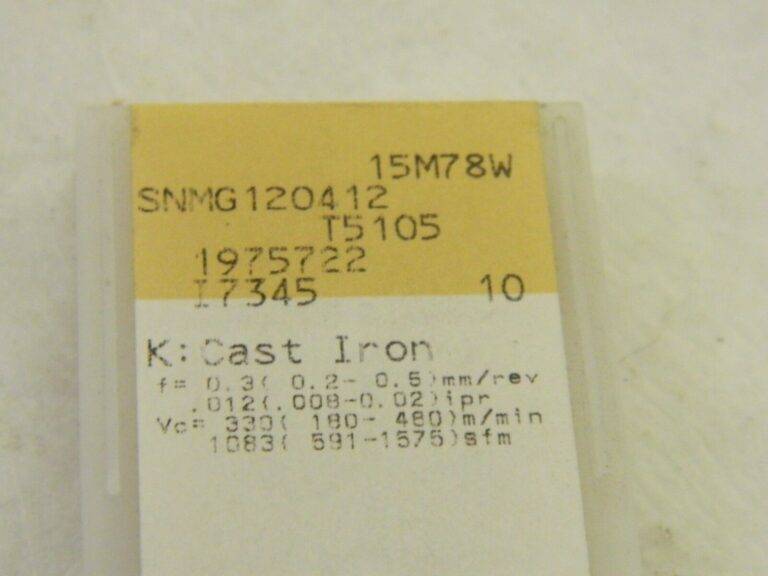 15M78W
SNMG120412
T5105
1975722
I7345 10
K:Cast Iron
f= 0.3( 0.2- 0.5)mm/rev
.012(.008-0.02)ipr
Vc= 330( 180- 480)m/min
1083( 591-1575)sfm